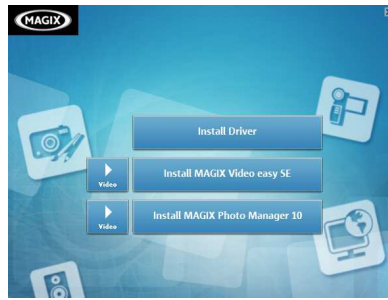 MAGIX
Install Driver
Video
Install MAGIX Video easy SE
Video
Install MAGIX Photo Manager 10